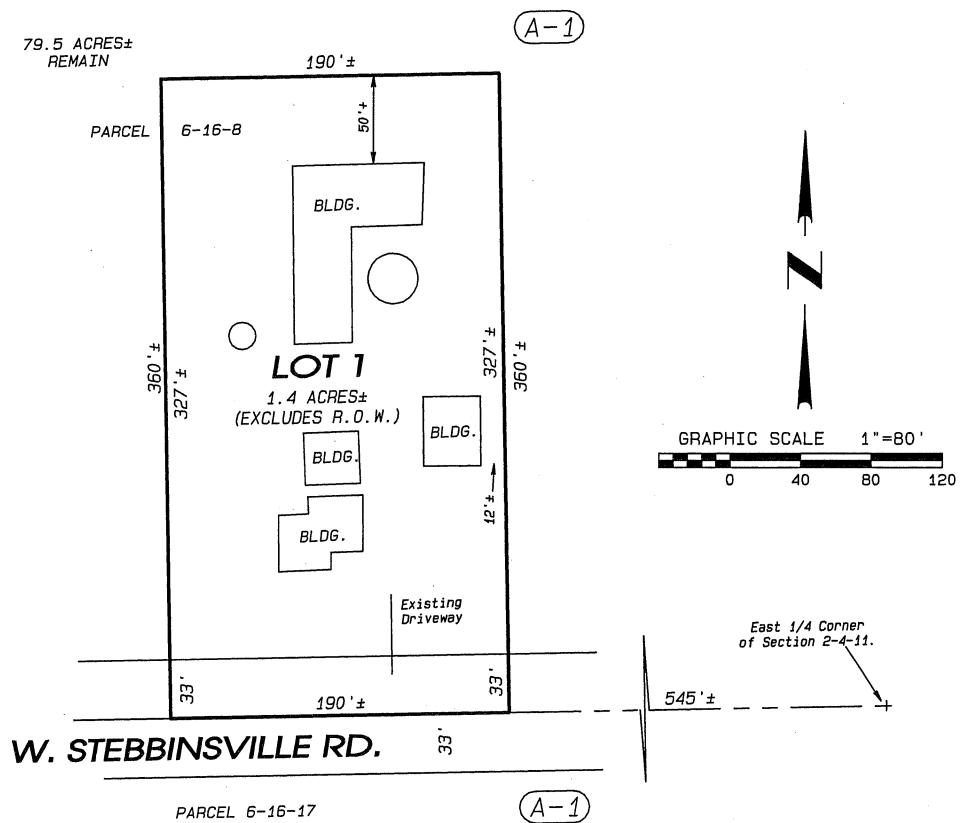 A-1
79.5 ACRES±
REMAIN
190'±
50'±
PARCEL 6-16-8
BLDG.
N
360'±
327'±
327'±
360'±
LOT 1
1.4 ACRES±
(EXCLUDES R.O.W.)
BLDG.
BLDG.
GRAPHIC SCALE 1"=80'
0 40 80 120
12'±
BLDG.
Existing
Driveway
East 1/4 Corner
of Section 2-4-11.
33'
33'
190'±
545'±
W. STEBBINSVILLE RD.
33'
PARCEL 6-16-17
A-1